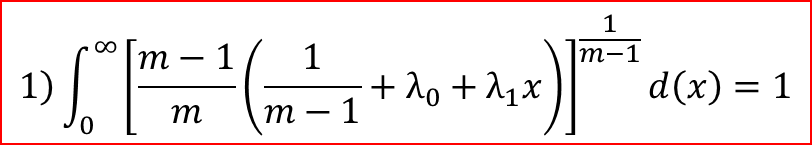 1) ∫₀^∞ [ (m − 1)/m ( 1/(m − 1) + λ₀ + λ₁x ) ]^(1/(m−1)) d(x) = 1